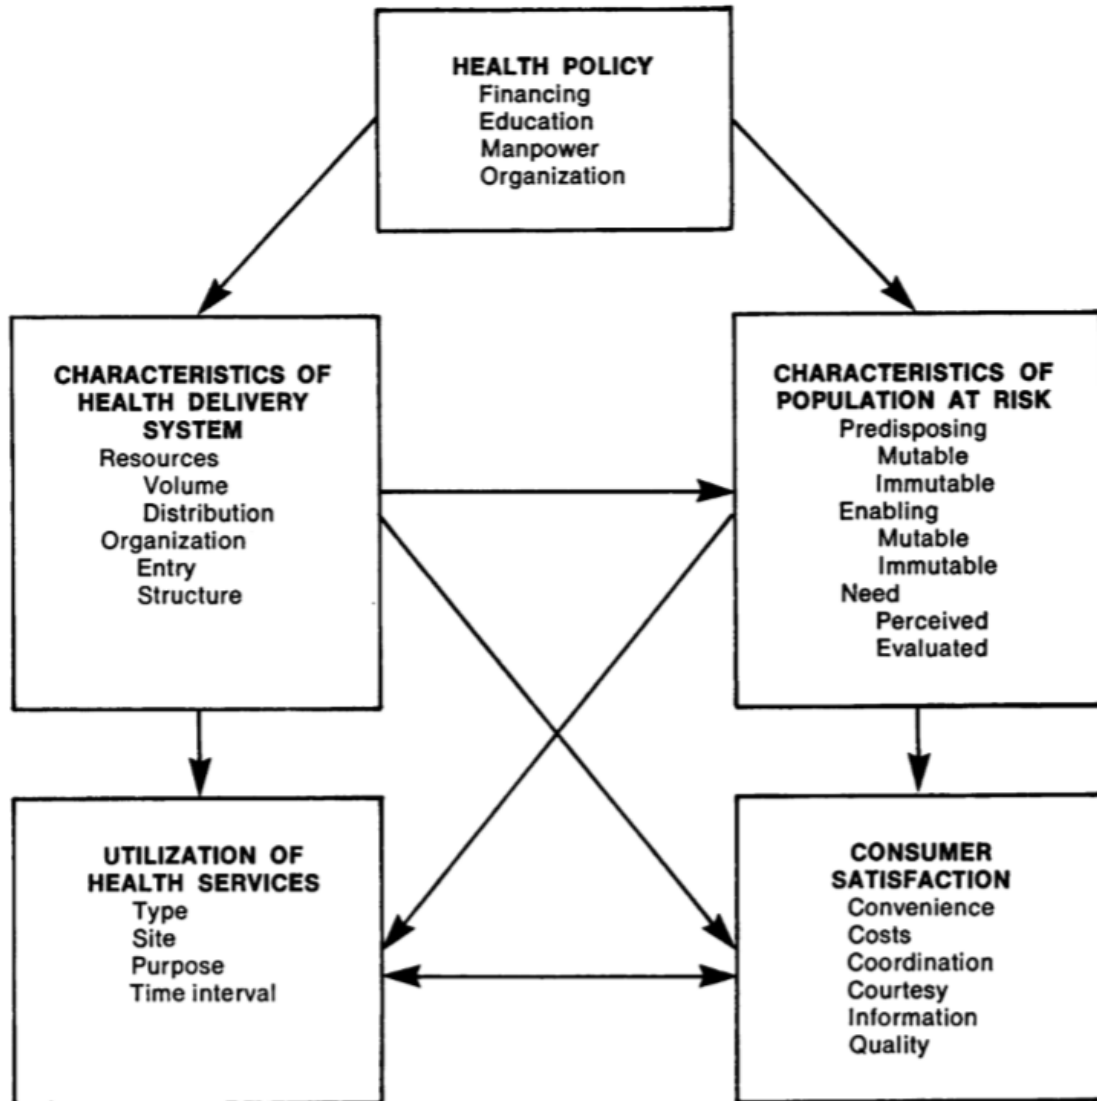 HEALTH POLICY
Financing
Education
Manpower
Organization
CHARACTERISTICS OF
HEALTH DELIVERY
SYSTEM
Resources
Volume
Distribution
Organization
Entry
Structure
CHARACTERISTICS OF
POPULATION AT RISK
Predisposing
Mutable
Immutable
Enabling
Mutable
Immutable
Need
Perceived
Evaluated
UTILIZATION OF
HEALTH SERVICES
Type
Site
Purpose
Time interval
CONSUMER
SATISFACTION
Convenience
Costs
Coordination
Courtesy
Information
Quality